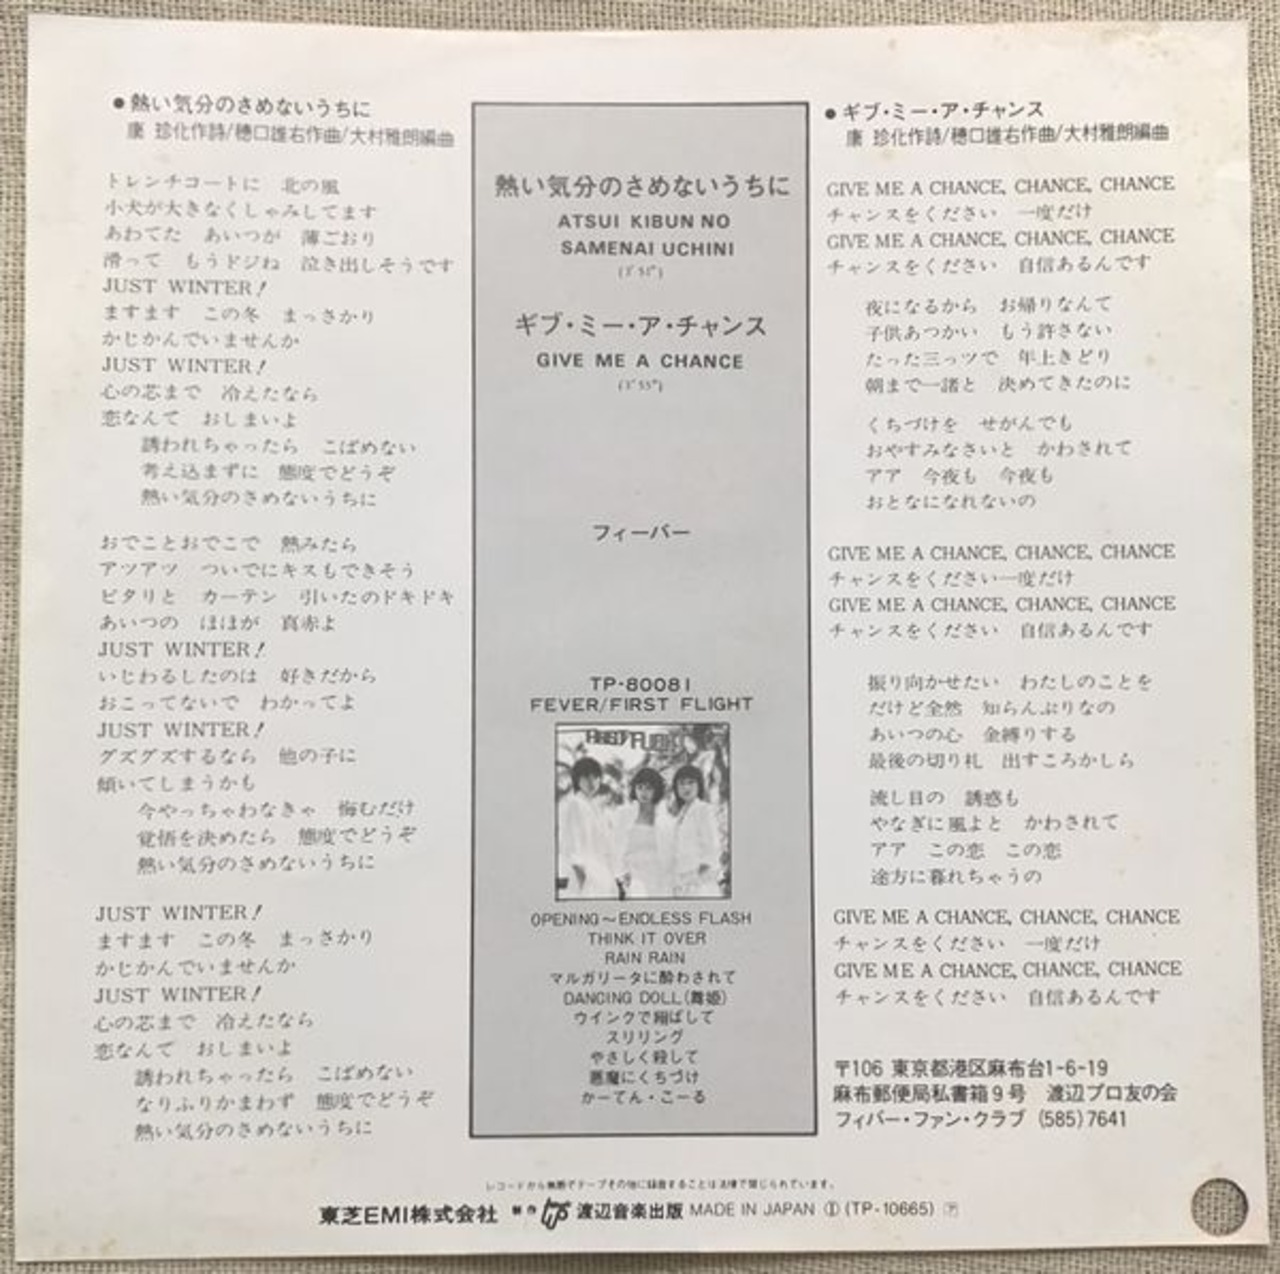 ●熱い気分のさめないうちに
康 珍化作詩/穂口雄右作曲/大村雅朗編曲
トレンチコートに 北の風
小犬が大きなくしゃみしてます
あわてた あいつが 薄ごおり
滑って もうドジね 泣き出しそうです
JUST WINTER!
ますます この冬 まっさかり
かじかんでいませんか
JUST WINTER!
心の芯まで 冷えたなら
恋なんて おしまいよ
誘われちゃったら こばめない
考え込まずに 態度でどうぞ
熱い気分のさめないうちに
おでことおでこで 熱みたら
アツアツ ついでにキスもできそう
ピタリと カーテン 引いたのドキドキ
あいつの ほほが 真赤よ
JUST WINTER!
いじわるしたのは 好きだから
おこってないで わかってよ
JUST WINTER!
グズグズするなら 他の子に
傾いてしまうかも
今やっちゃわなきゃ 悔むだけ
覚悟を決めたら 態度でどうぞ
熱い気分のさめないうちに
JUST WINTER!
ますます この冬 まっさかり
かじかんでいませんか
JUST WINTER!
心の芯まで 冷えたなら
恋なんて おしまいよ
誘われちゃったら こばめない
なりふりかまわず 態度でどうぞ
熱い気分のさめないうちに
熱い気分のさめないうちに
ATSUI KIBUN NO
SAMENAI UCHINI
ギブ・ミー・ア・チャンス
GIVE ME A CHANCE
フィーバー
TP-80081
FEVER/FIRST FLIGHT
OPENING〜ENDLESS FLASH
THINK IT OVER
RAIN RAIN
マルガリータに酔わされて
DANCING DOLL(舞姫)
ウインクで翔ばして
スリリング
やさしく殺して
悪魔にくちづけ
かーてん・こーる
●ギブ・ミー・ア・チャンス
康 珍化作詩/穂口雄右作曲/大村雅朗編曲
GIVE ME A CHANCE, CHANCE, CHANCE
チャンスをください 一度だけ
GIVE ME A CHANCE, CHANCE, CHANCE
チャンスをください 自信あるんです
夜になるから お帰りなんて
子供あつかい もう許さない
たった三っツで 年上きどり
朝まで一諸と 決めてきたのに
くちづけを せがんでも
おやすみなさいと かわされて
アア 今夜も 今夜も
おとなになれないの
GIVE ME A CHANCE, CHANCE, CHANCE
チャンスをください一度だけ
GIVE ME A CHANCE, CHANCE, CHANCE
チャンスをください 自信あるんです
振り向かせたい わたしのことを
だけど全然 知らんぷりなの
あいつの心 金縛りする
最後の切り札 出すころかしら
流し目の 誘惑も
やなぎに風よと かわされて
アア この恋 この恋
途方に暮れちゃうの
GIVE ME A CHANCE, CHANCE, CHANCE
チャンスをください 一度だけ
GIVE ME A CHANCE, CHANCE, CHANCE
チャンスをください 自信あるんです
〒106 東京都港区麻布台1-6-19
麻布郵便局私書箱9号 渡辺プロ友の会
フィバー・ファン・クラブ (585)7641
レコードから無断でテープその他に録音することは法律で禁じられています。
東芝EMI株式会社 制作 渡辺音楽出版 MADE IN JAPAN Ⓘ (TP-10665) ㋐